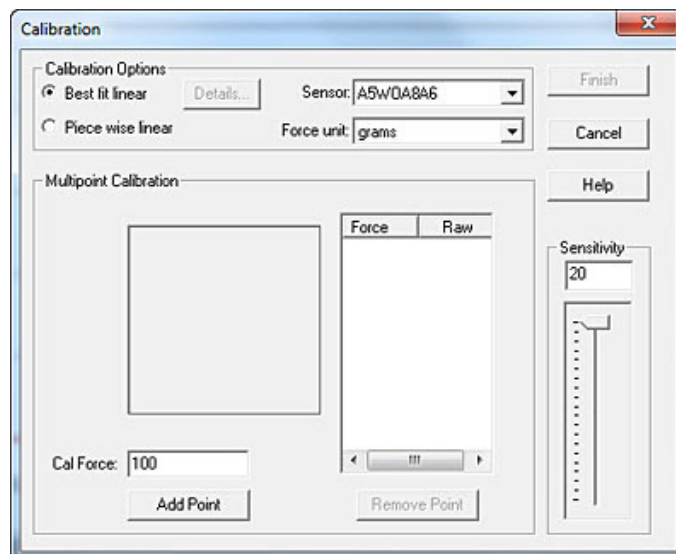 Calibration
Calibration Options
Best fit linear
Details...
Sensor: A5W0A8A6
Piece wise linear
Force unit: grams
Finish
Cancel
Help
Multipoint Calibration
Force Raw
Cal Force: 100
Add Point
Remove Point
Sensitivity
20